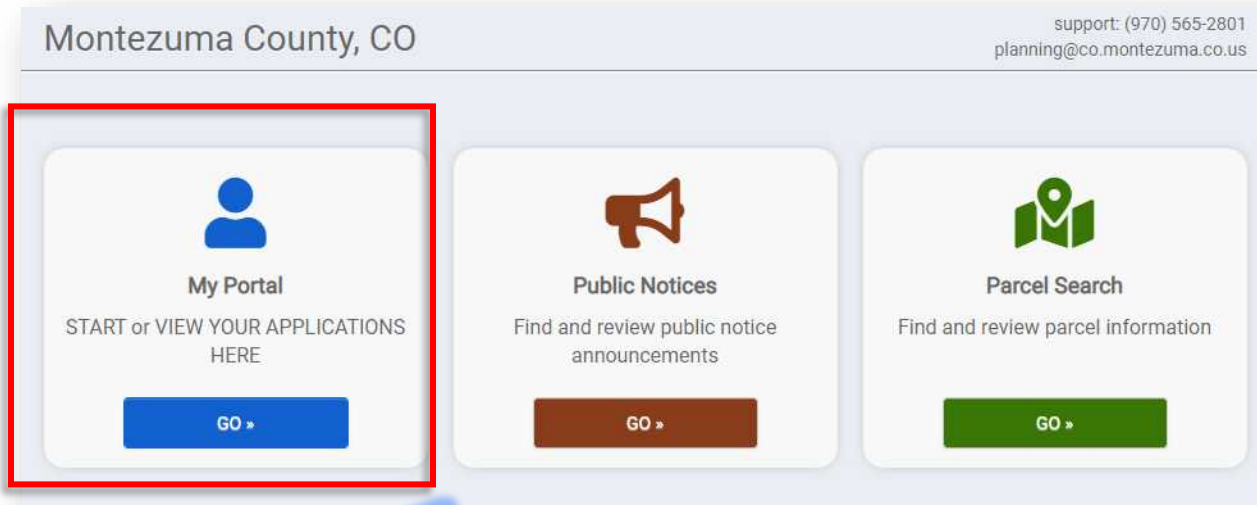 Montezuma County, CO
support: (970) 565-2801
planning@co.montezuma.co.us
My Portal
START or VIEW YOUR APPLICATIONS
HERE
GO »
Public Notices
Find and review public notice
announcements
GO »
Parcel Search
Find and review parcel information
GO »